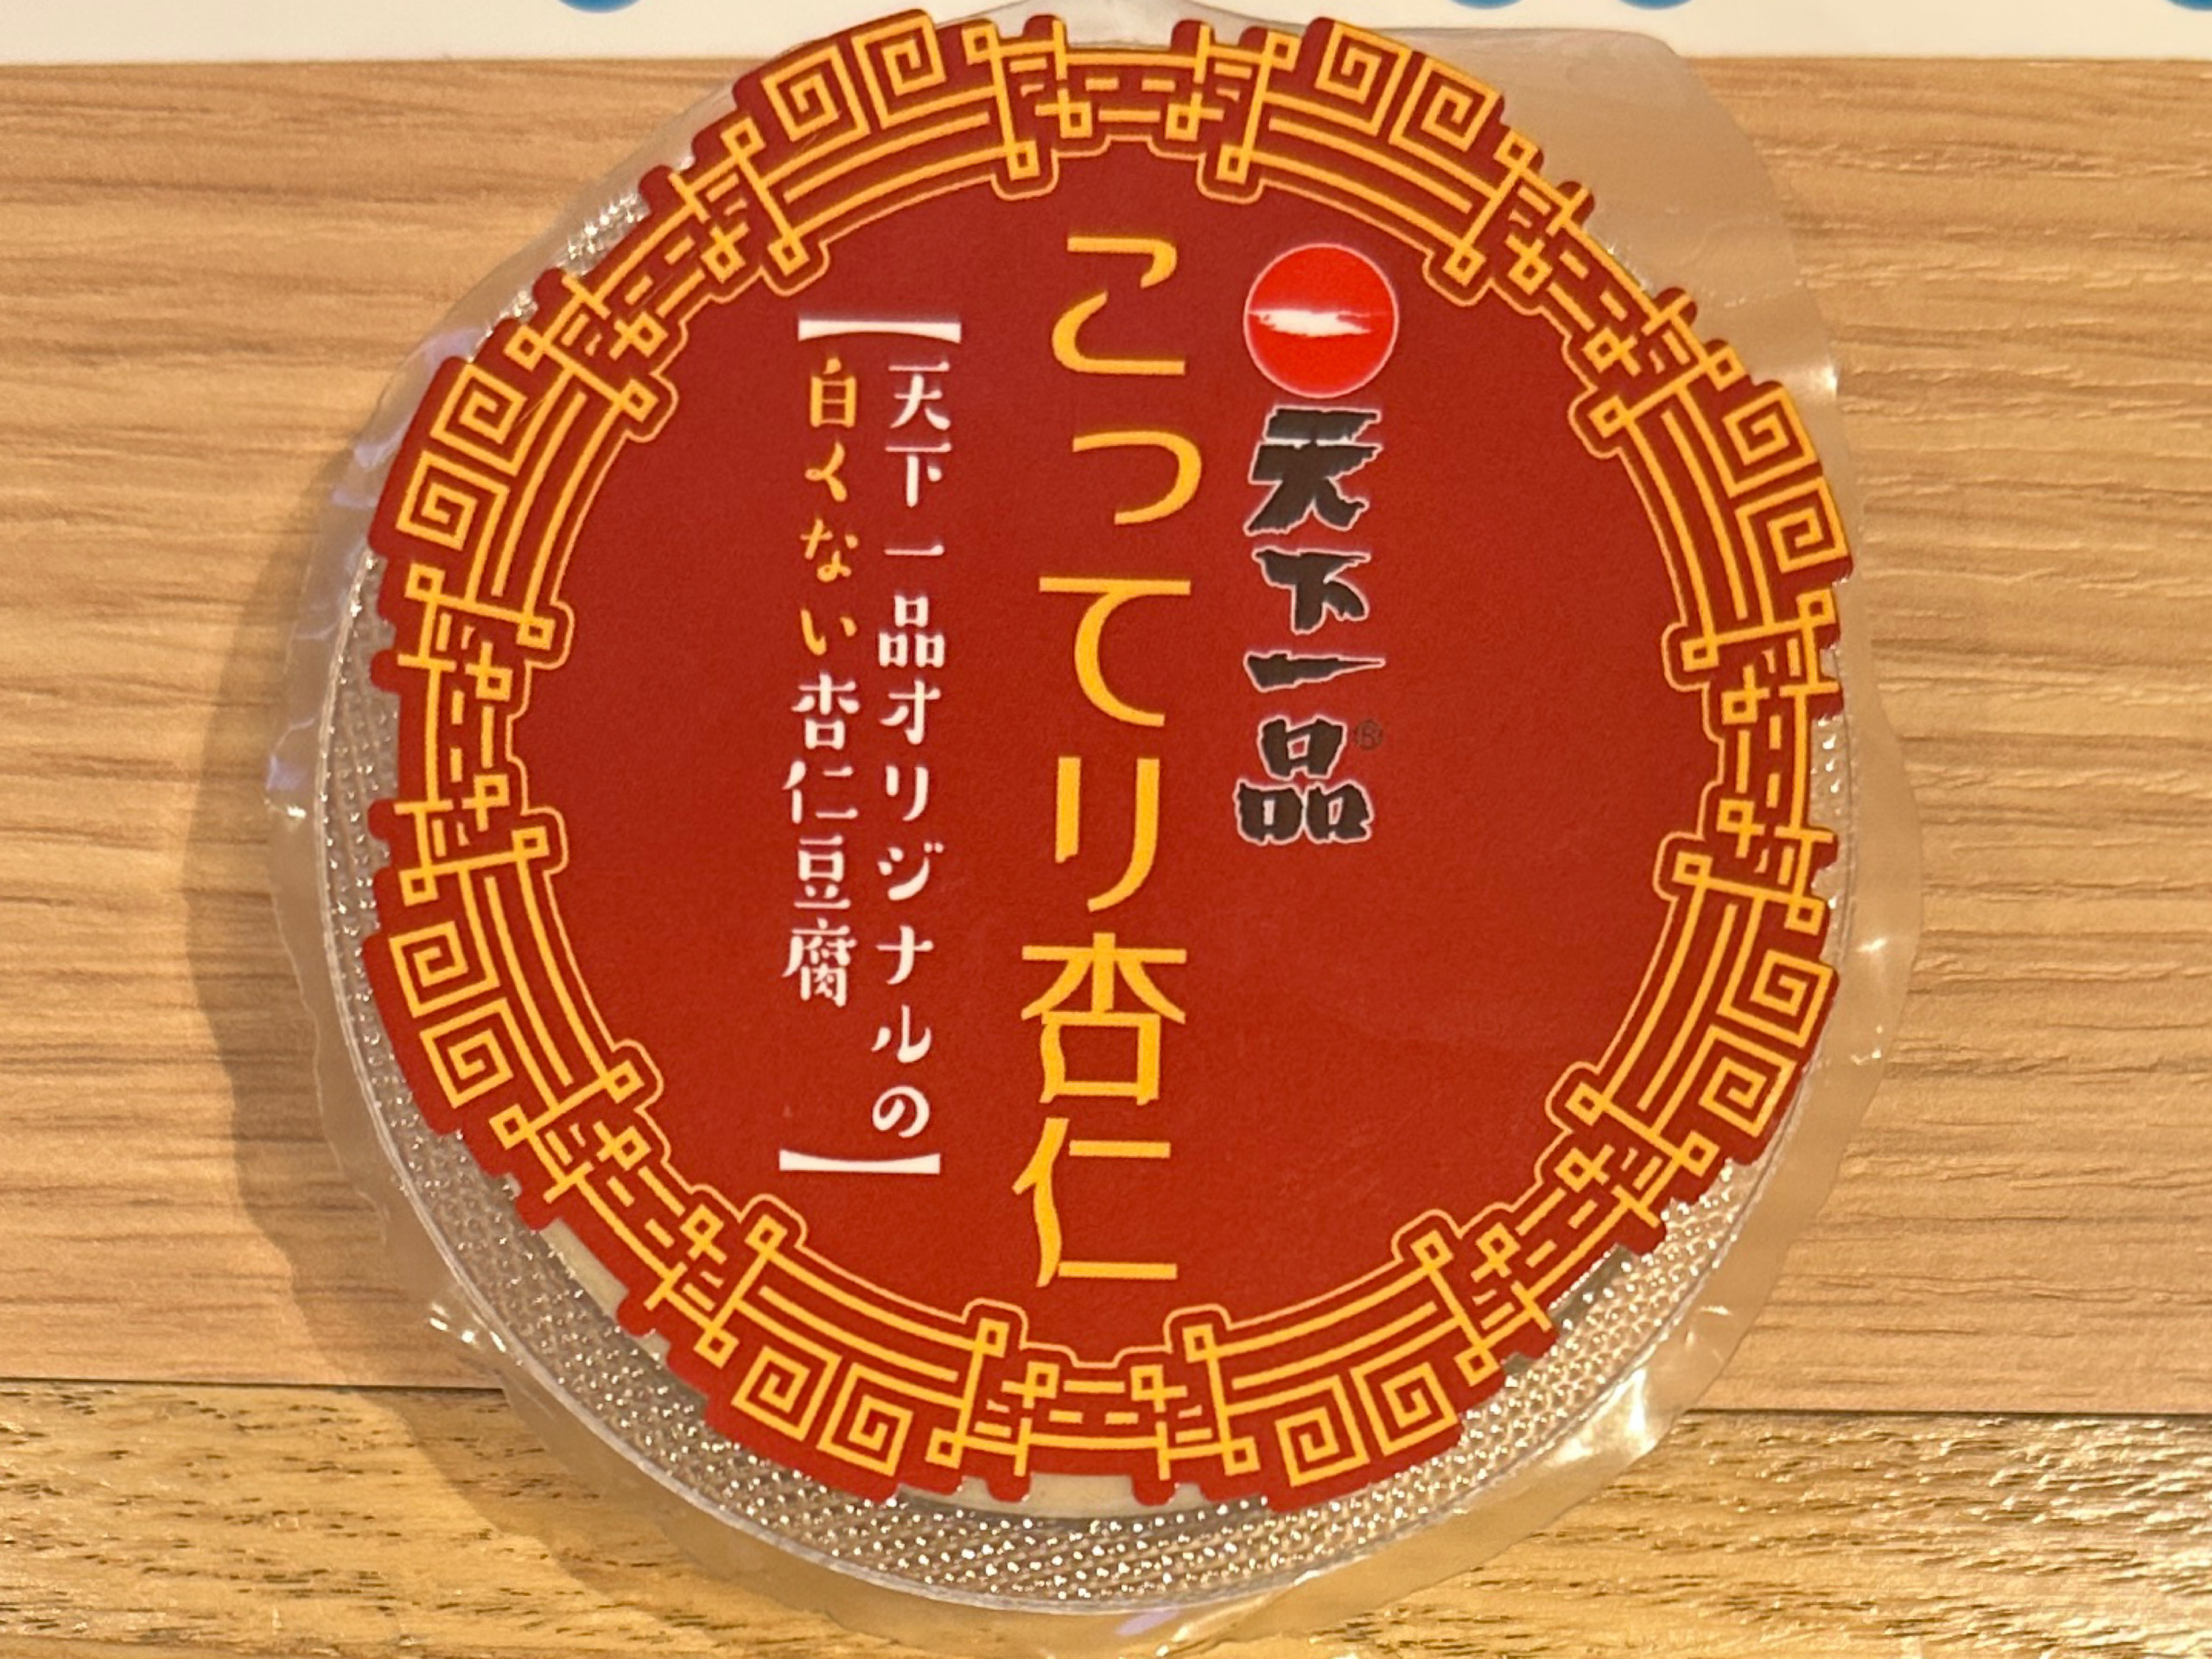 天下一品®
こってり杏仁
【天下一品オリジナルの
白くない杏仁豆腐】